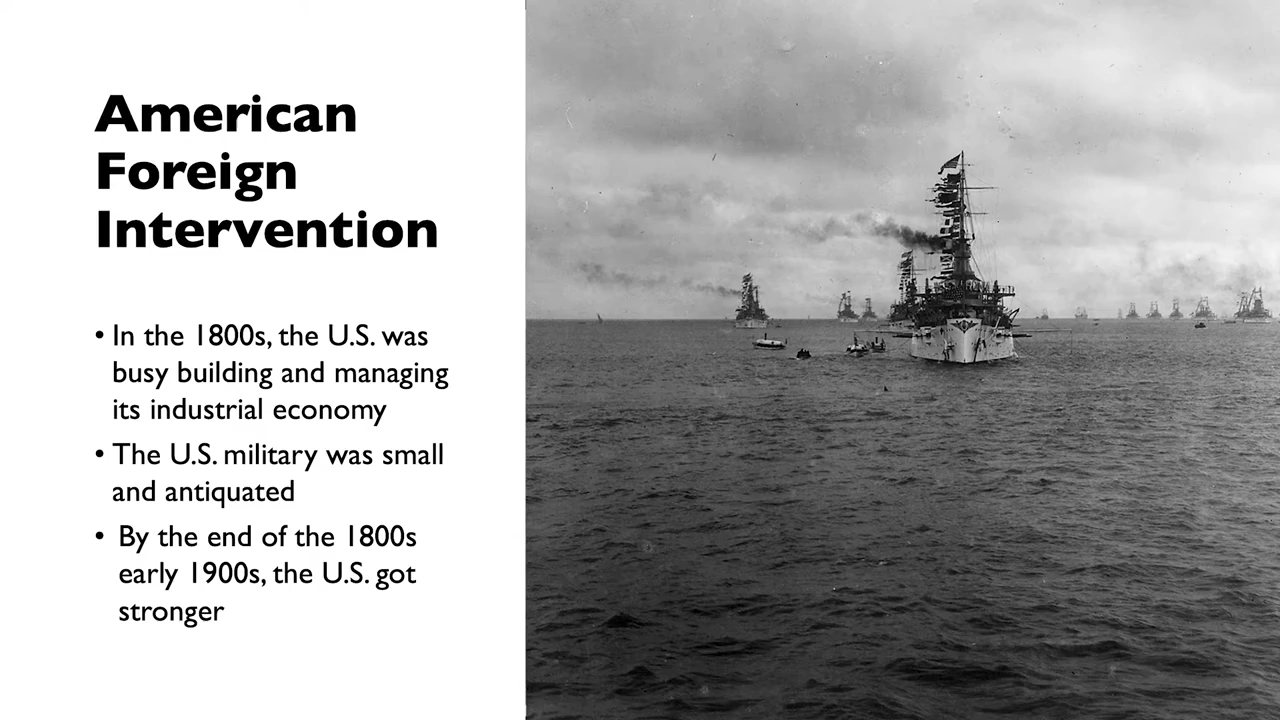 American
Foreign
Intervention
• In the 1800s, the U.S. was
busy building and managing
its industrial economy
• The U.S. military was small
and antiquated
• By the end of the 1800s
early 1900s, the U.S. got
stronger